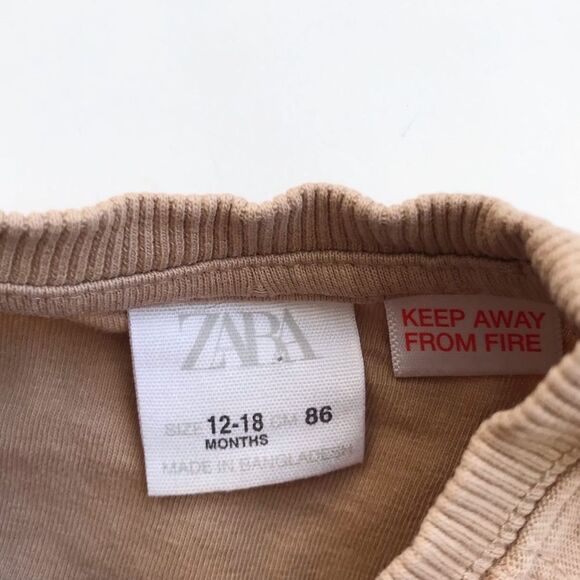 ZARA
SIZE 12-18 CM 86
MONTHS
MADE IN BANGLADESH
KEEP AWAY
FROM FIRE